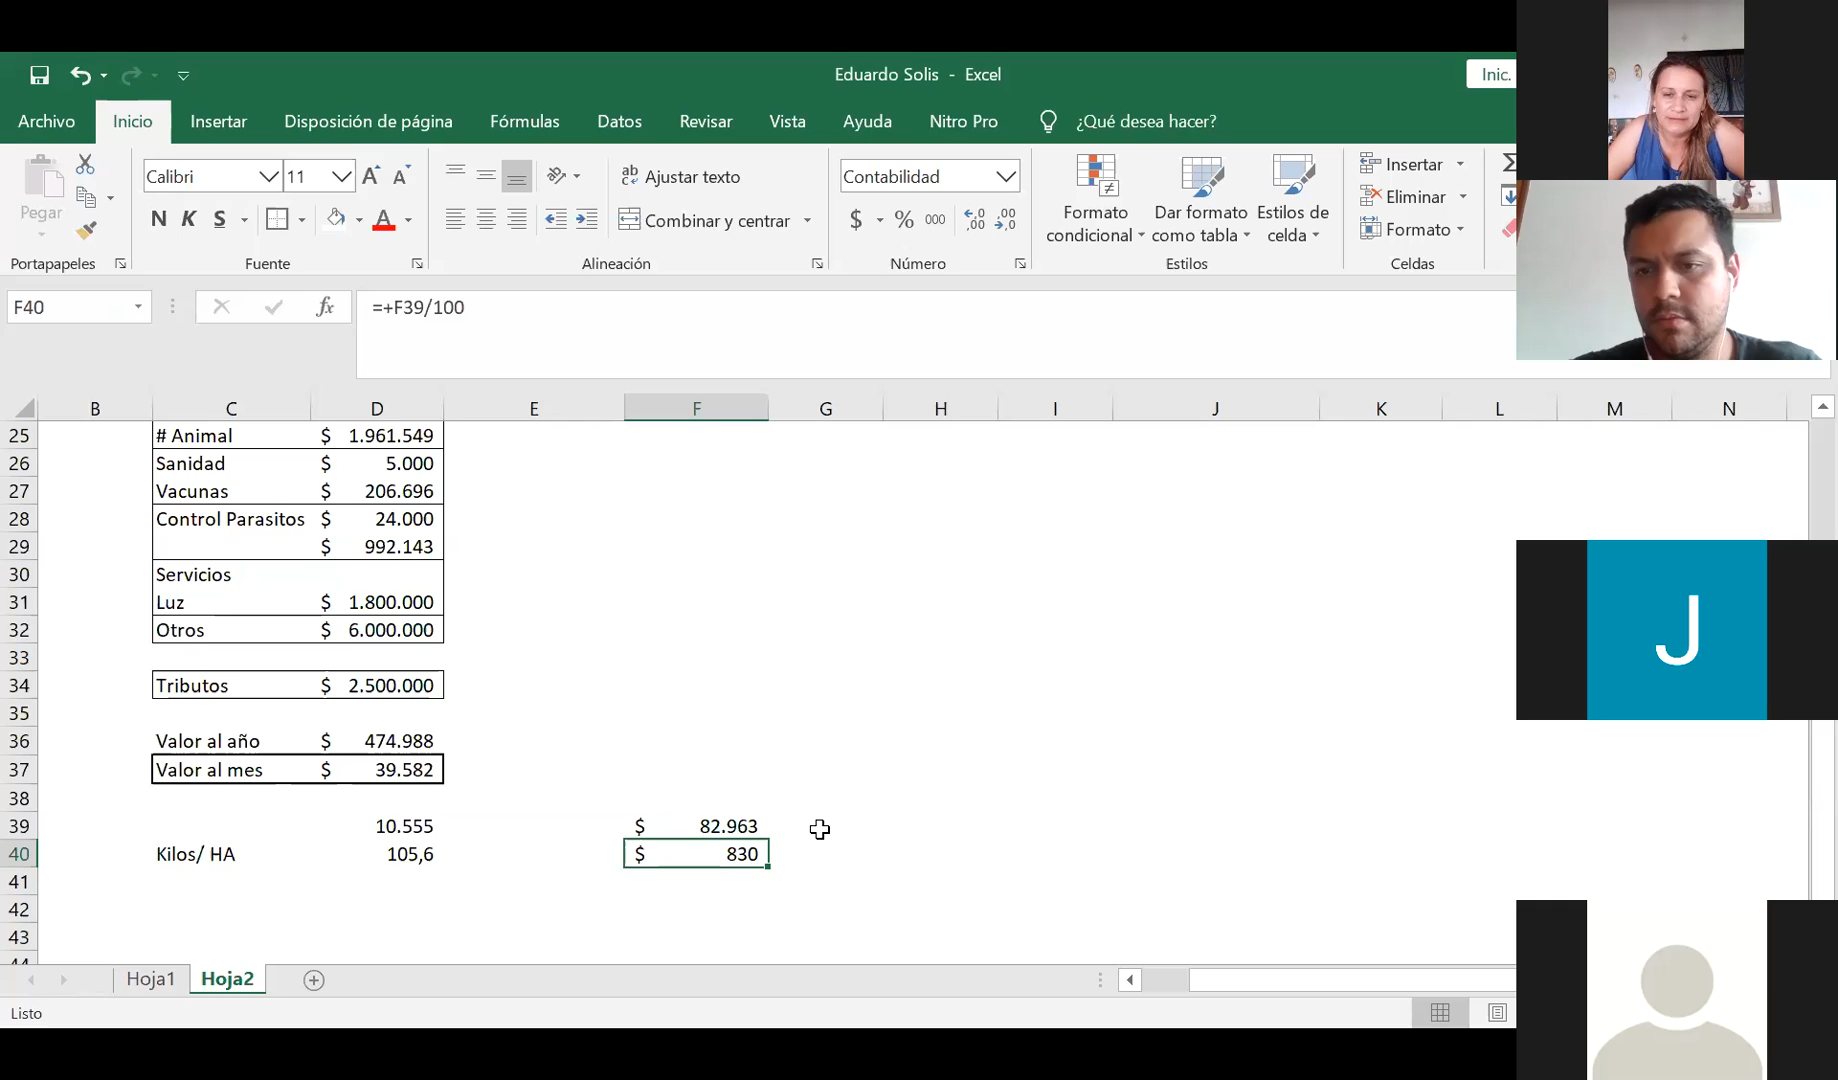 Eduardo Solis - Excel
Inic.
Archivo Inicio Insertar Disposición de página Fórmulas Datos Revisar Vista Ayuda Nitro Pro ¿Qué desea hacer?
Pegar
Calibri 11
N K S
Ajustar texto
Combinar y centrar
Contabilidad
$ % 000
Formato condicional
Dar formato como tabla
Estilos de celda
Insertar
Eliminar
Formato
Portapapeles Fuente Alineación Número Estilos Celdas
F40 fx =+F39/100
B C D E F G H I J K L M N
25 # Animal $ 1.961.549
26 Sanidad $ 5.000
27 Vacunas $ 206.696
28 Control Parasitos $ 24.000
29 $ 992.143
30 Servicios
31 Luz $ 1.800.000
32 Otros $ 6.000.000
33
34 Tributos $ 2.500.000
35
36 Valor al año $ 474.988
37 Valor al mes $ 39.582
38
39 10.555 $ 82.963
40 Kilos/ HA 105,6 $ 830
41
42
43
44
Hoja1 Hoja2
Listo
J